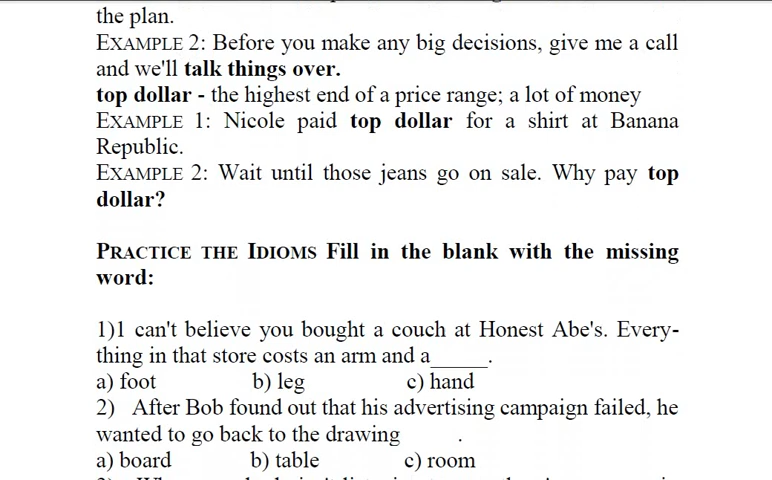 the plan.
EXAMPLE 2: Before you make any big decisions, give me a call
and we'll talk things over.
top dollar - the highest end of a price range; a lot of money
EXAMPLE 1: Nicole paid top dollar for a shirt at Banana
Republic.
EXAMPLE 2: Wait until those jeans go on sale. Why pay top
dollar?
PRACTICE THE IDIOMS Fill in the blank with the missing
word:
1)1 can't believe you bought a couch at Honest Abe's. Every-
thing in that store costs an arm and a_____.
a) foot b) leg c) hand
2) After Bob found out that his advertising campaign failed, he
wanted to go back to the drawing .
a) board b) table c) room